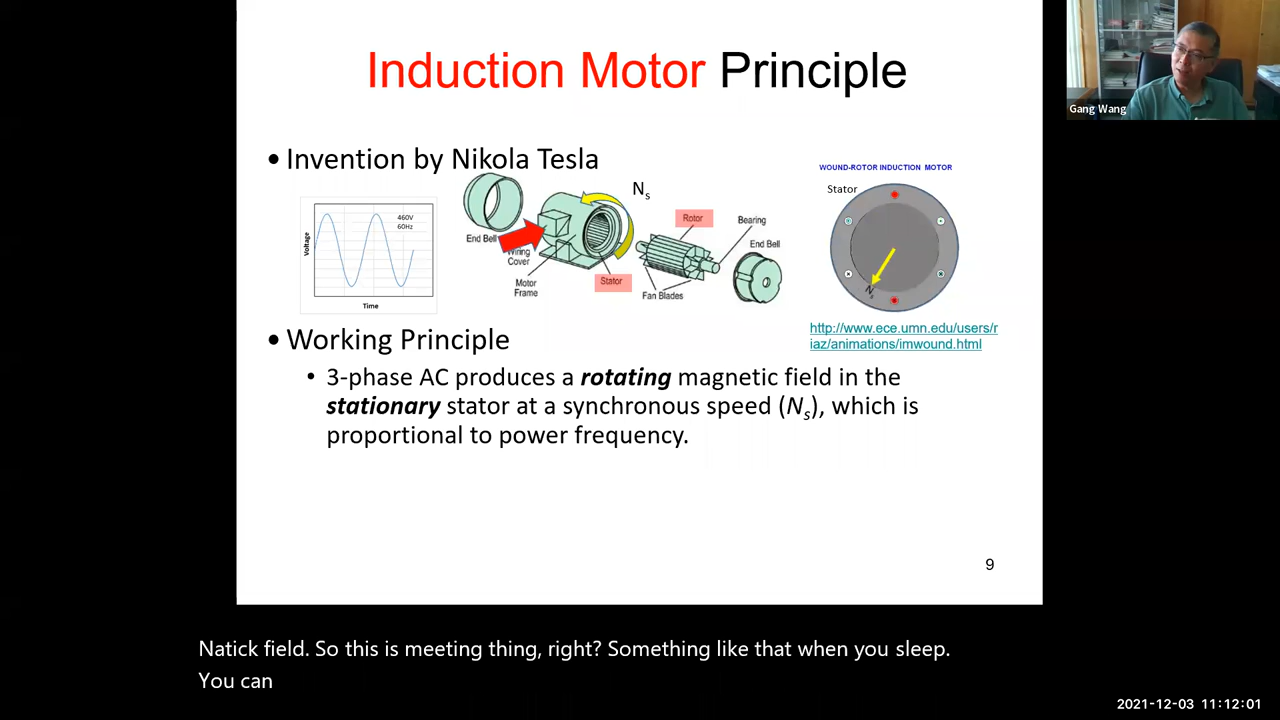 Induction Motor Principle
Gang Wang
• Invention by Nikola Tesla
WOUND-ROTOR INDUCTION MOTOR
Stator
Ns
460V
60Hz
Voltage
Time
End Bell
Wiring
Cover
Motor
Frame
Stator
Rotor
Fan Blades
Bearing
End Bell
N
http://www.ece.umn.edu/users/r
iaz/animations/imwound.html
• Working Principle
• 3-phase AC produces a rotating magnetic field in the
stationary stator at a synchronous speed (Ns), which is
proportional to power frequency.
9
Natick field. So this is meeting thing, right? Something like that when you sleep.
You can
2021-12-03 11:12:01